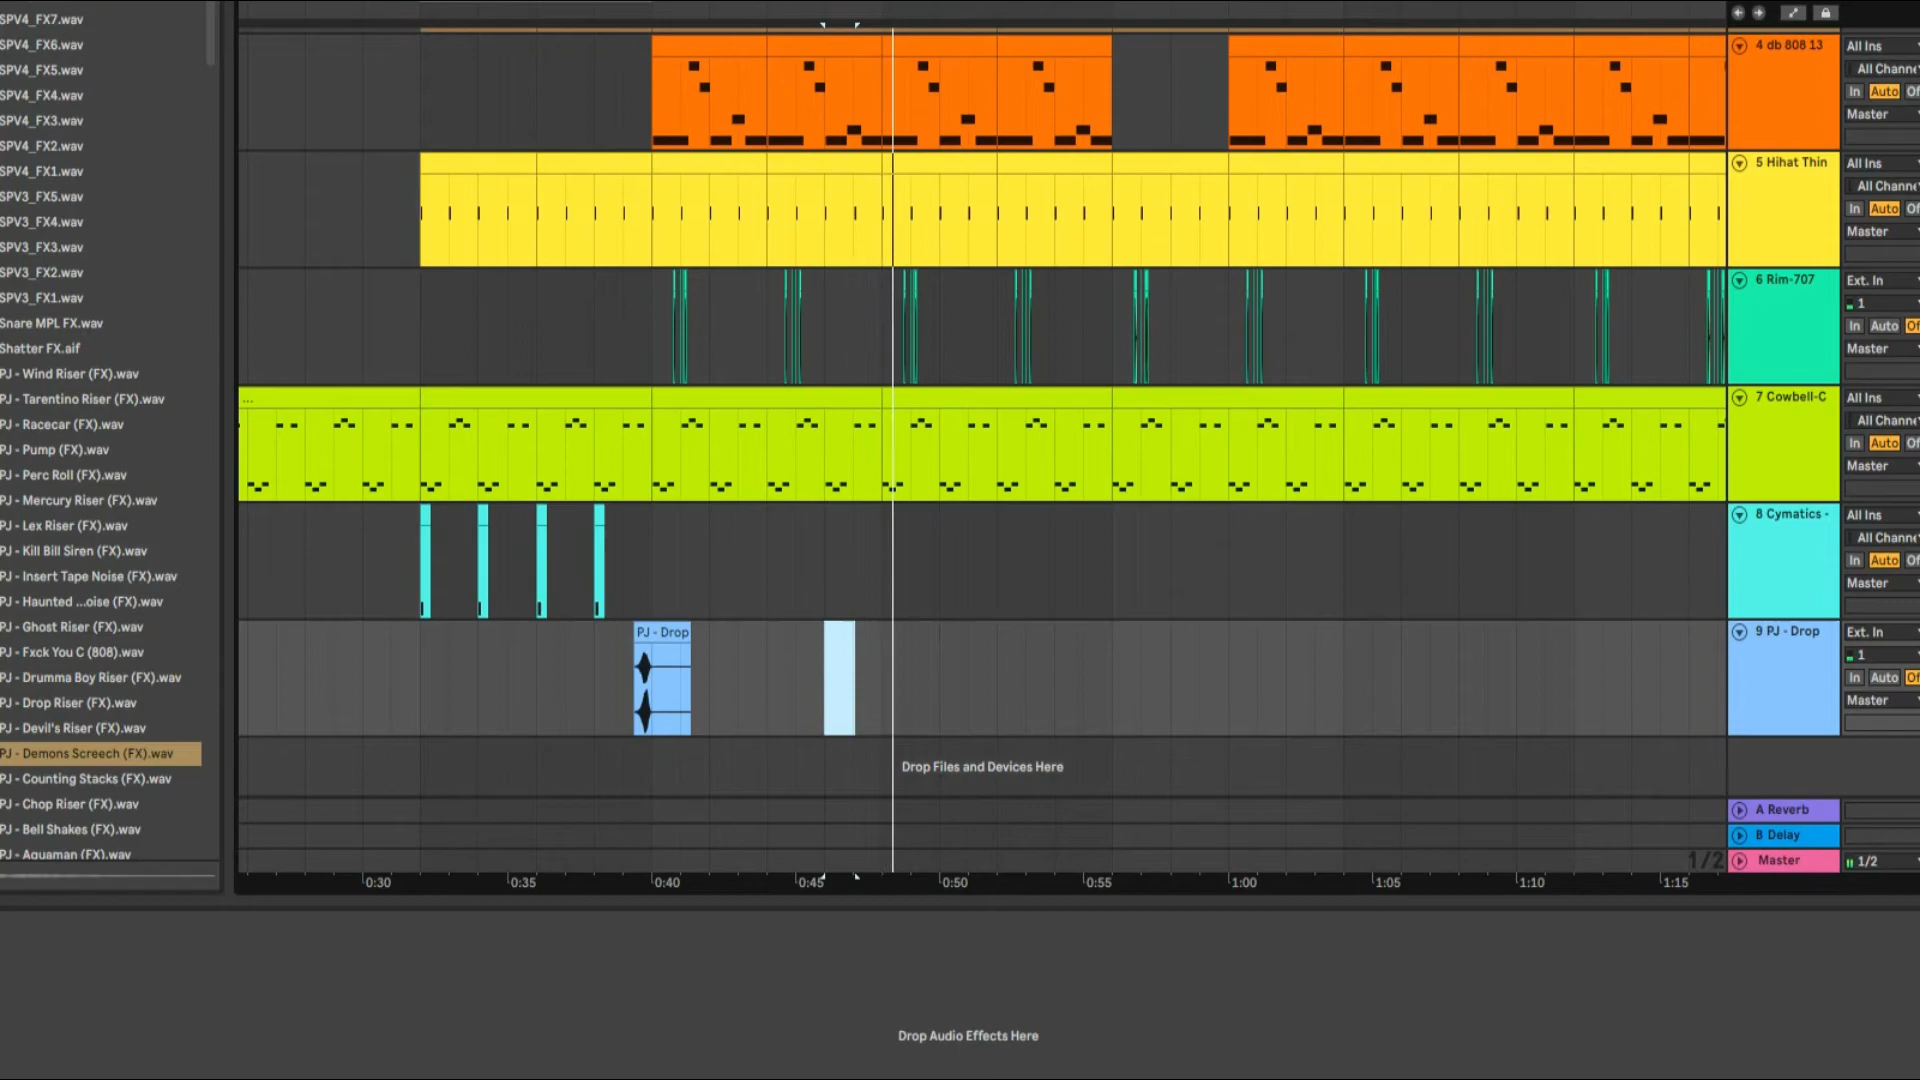 SPV4_FX7.wav
SPV4_FX6.wav
SPV4_FX5.wav
SPV4_FX4.wav
SPV4_FX3.wav
SPV4_FX2.wav
SPV4_FX1.wav
SPV3_FX5.wav
SPV3_FX4.wav
SPV3_FX3.wav
SPV3_FX2.wav
SPV3_FX1.wav
Snare MPL FX.wav
Shatter FX.aif
PJ - Wind Riser (FX).wav
PJ - Tarentino Riser (FX).wav
PJ - Racecar (FX).wav
PJ - Pump (FX).wav
PJ - Perc Roll (FX).wav
PJ - Mercury Riser (FX).wav
PJ - Lex Riser (FX).wav
PJ - Kill Bill Siren (FX).wav
PJ - Insert Tape Noise (FX).wav
PJ - Haunted ...oise (FX).wav
PJ - Ghost Riser (FX).wav
PJ - Fxck You C (808).wav
PJ - Drumma Boy Riser (FX).wav
PJ - Drop Riser (FX).wav
PJ - Devil's Riser (FX).wav
PJ - Demons Screech (FX).wav
PJ - Counting Stacks (FX).wav
PJ - Chop Riser (FX).wav
PJ - Bell Shakes (FX).wav
PJ - Aquaman (FX).wav
...
PJ - Drop
Drop Files and Devices Here
1/2
0:30 0:35 0:40 0:45 0:50 0:55 1:00 1:05 1:10 1:15
Drop Audio Effects Here
4 db 808 13
All Ins
All Channe
In Auto Of
Master
5 Hihat Thin
All Ins
All Channe
In Auto Of
Master
6 Rim-707
Ext. In
1
In Auto Of
Master
7 Cowbell-C
All Ins
All Channe
In Auto Of
Master
8 Cymatics -
All Ins
All Channe
In Auto Of
Master
9 PJ - Drop
Ext. In
1
In Auto Of
Master
A Reverb
B Delay
Master
1/2